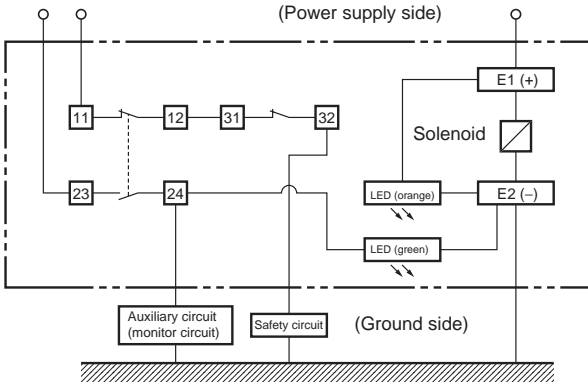 (Power supply side)
E1 (+)
11
12
31
32
Solenoid
23
24
LED (orange)
E2 (−)
LED (green)
Auxiliary circuit
(monitor circuit)
Safety circuit
(Ground side)